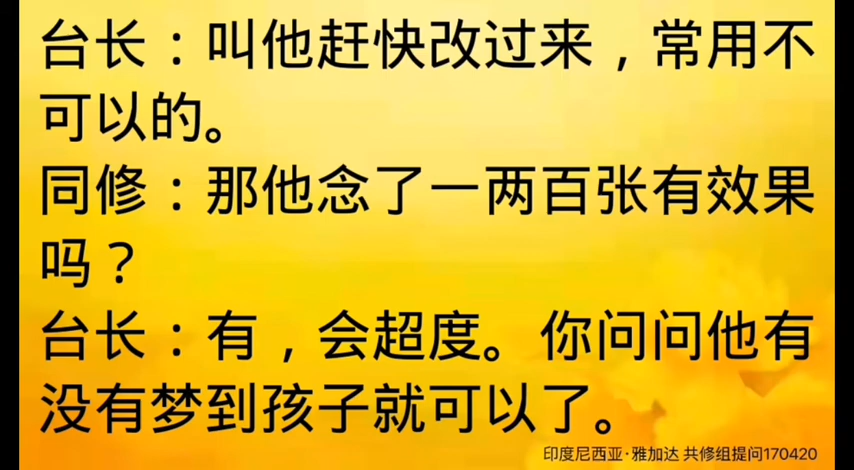 台长：叫他赶快改过来，常用不
可以的。
同修：那他念了一两百张有效果
吗？
台长：有，会超度。你问问他有
没有梦到孩子就可以了。
印度尼西亚·雅加达 共修组提问170420